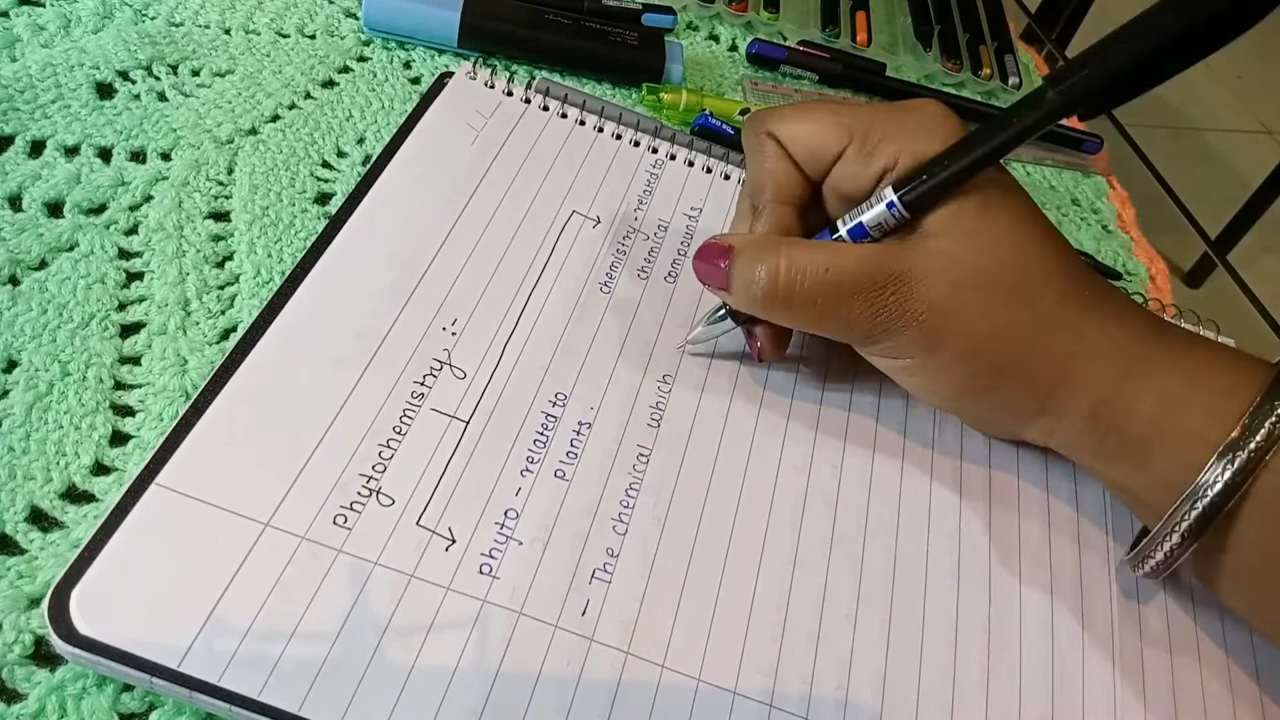 Phytochemistry :-
phyto - related to
plants.
chemistry - related to
chemical
compounds.
- The chemical which